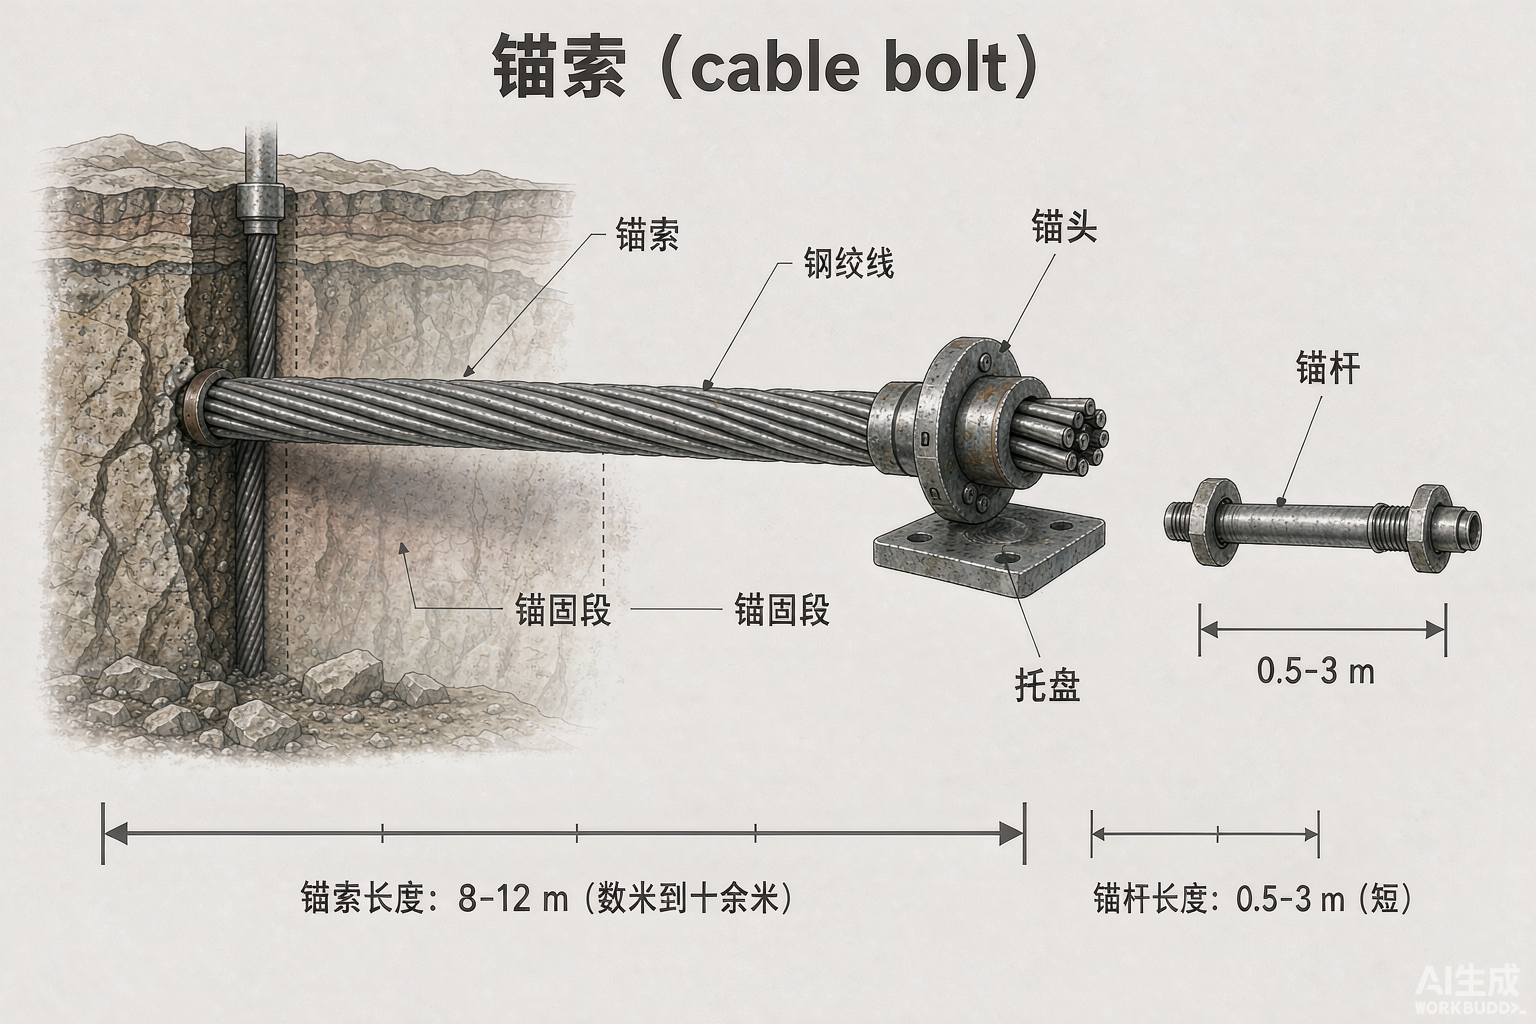 锚索（cable bolt）
锚索
钢绞线
锚头
锚杆
锚固段
锚固段
托盘
0.5-3 m
锚索长度：8-12 m（数米到十余米）
锚杆长度：0.5-3 m（短）
AI生成